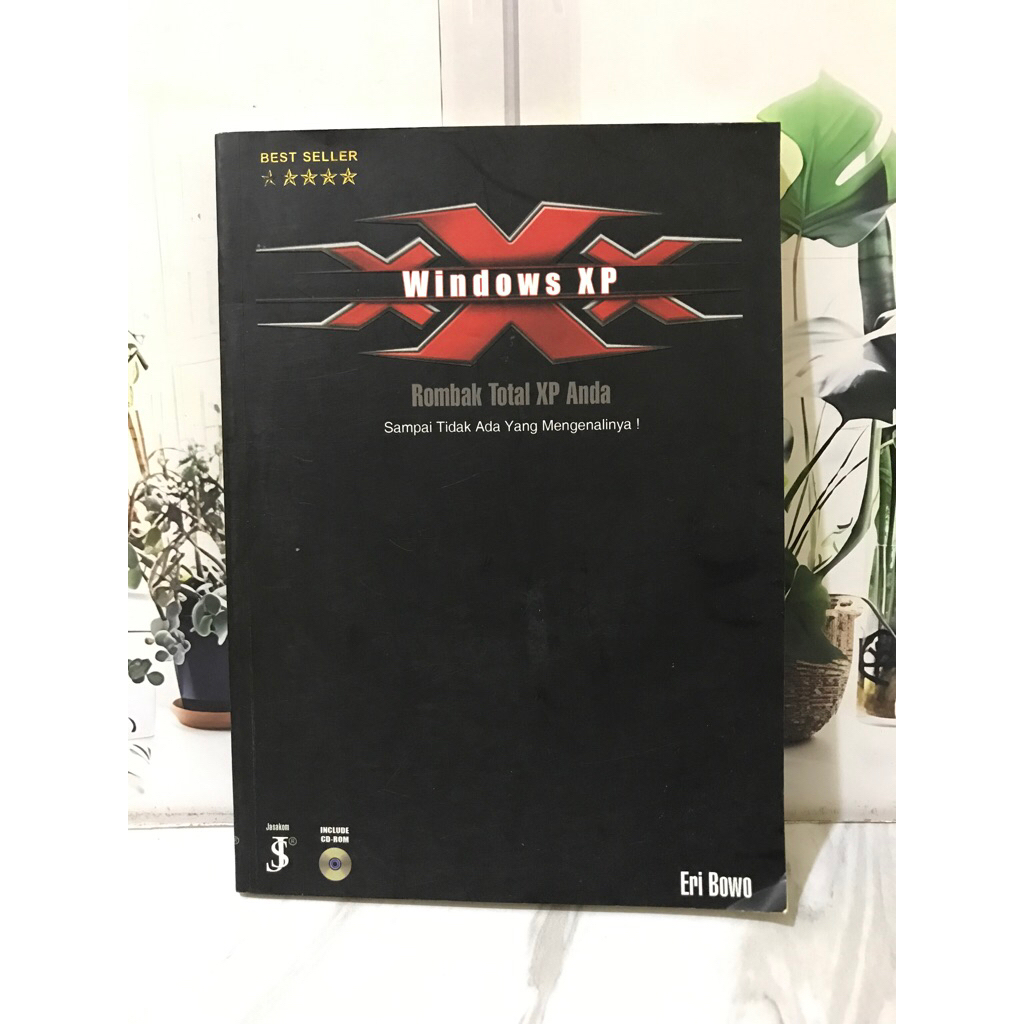 BEST SELLER
Windows XP
Rombak Total XP Anda
Sampai Tidak Ada Yang Mengenalinya !
Jasakom
JS®
INCLUDE
CD-ROM
Eri Bowo